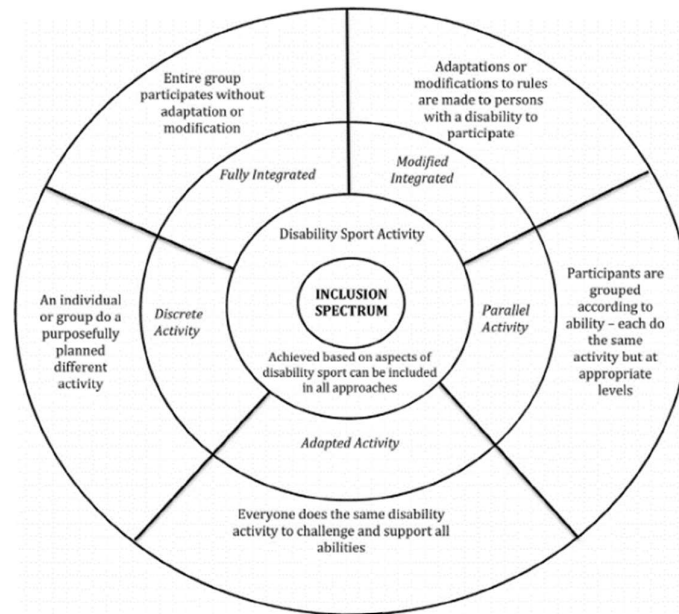 Entire group
participates without
adaptation or
modification
Adaptations or
modifications to rules
are made to persons
with a disability to
participate
Fully Integrated
Modified
Integrated
Disability Sport Activity
INCLUSION
SPECTRUM
An individual
or group do a
purposefully
planned
different
activity
Discrete
Activity
Parallel
Activity
Participants are
grouped
according to
ability – each do
the same
activity but at
appropriate
levels
Achieved based on aspects of
disability sport can be included
in all approaches
Adapted Activity
Everyone does the same disability
activity to challenge and support all
abilities